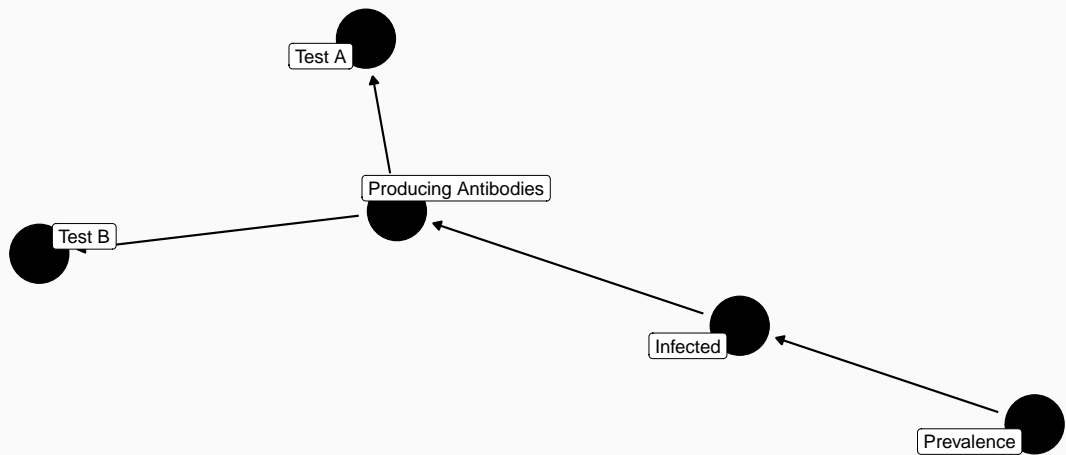 Test A
Producing Antibodies
Test B
Infected
Prevalence